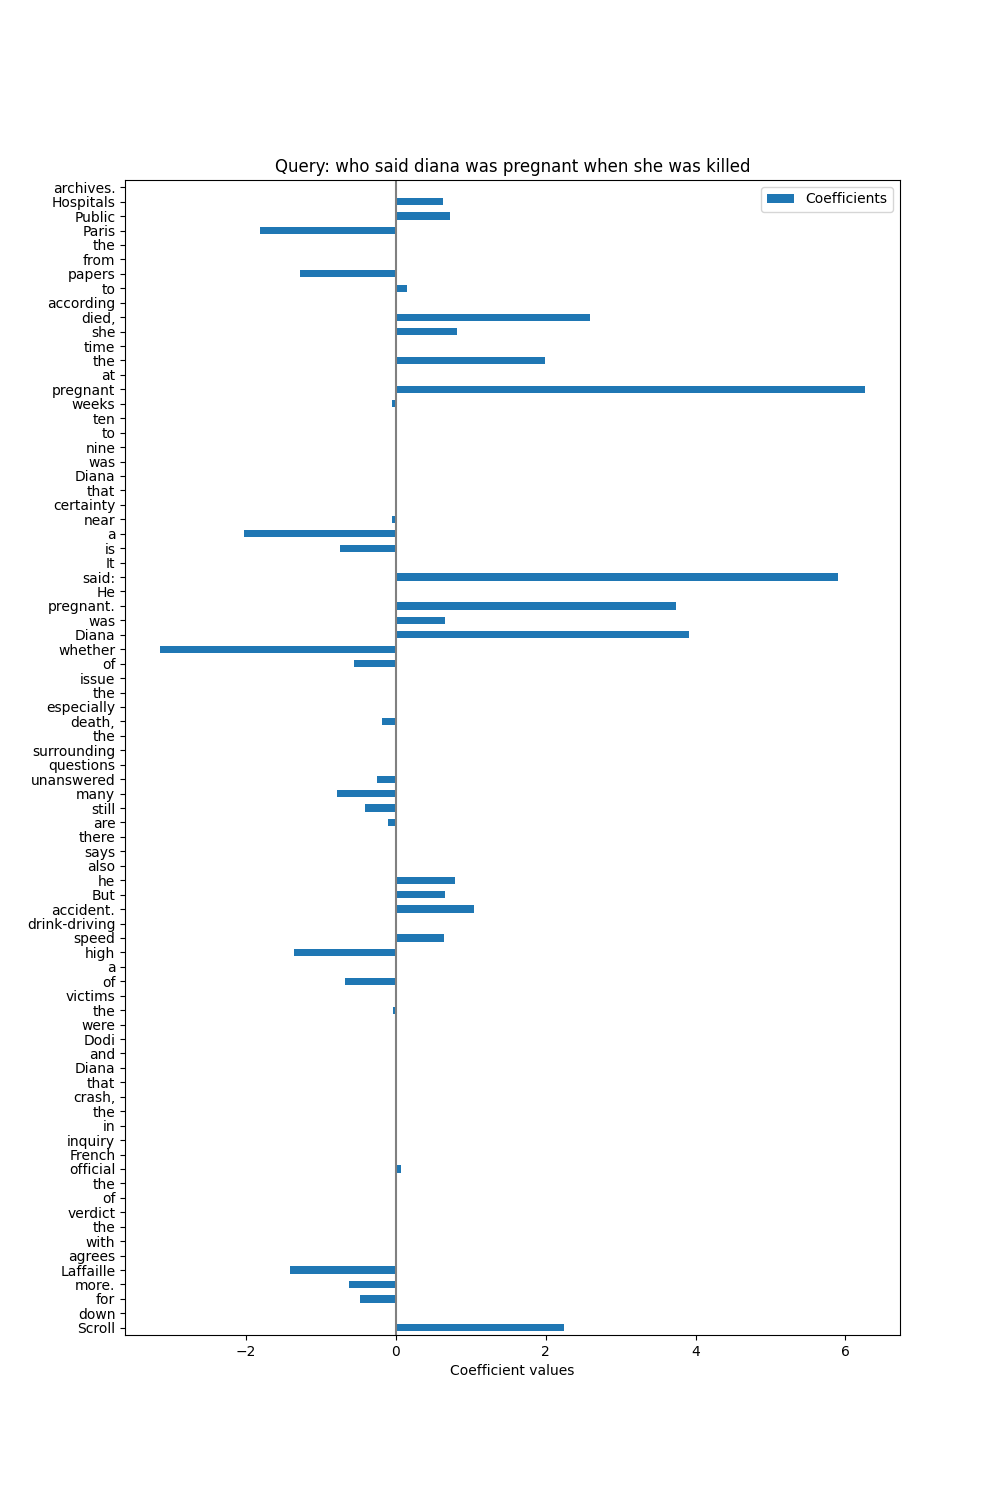 Query: who said diana was pregnant when she was killed
Coefficients
archives.
Hospitals
Public
Paris
the
from
papers
to
according
died,
she
time
the
at
pregnant
weeks
ten
to
nine
was
Diana
that
certainty
near
a
is
It
said:
He
pregnant.
was
Diana
whether
of
issue
the
especially
death,
the
surrounding
questions
unanswered
many
still
are
there
says
also
he
But
accident.
drink-driving
speed
high
a
of
victims
the
were
Dodi
and
Diana
that
crash,
the
in
inquiry
French
official
the
of
verdict
the
with
agrees
Laffaille
more.
for
down
Scroll
−2 0 2 4 6
Coefficient values